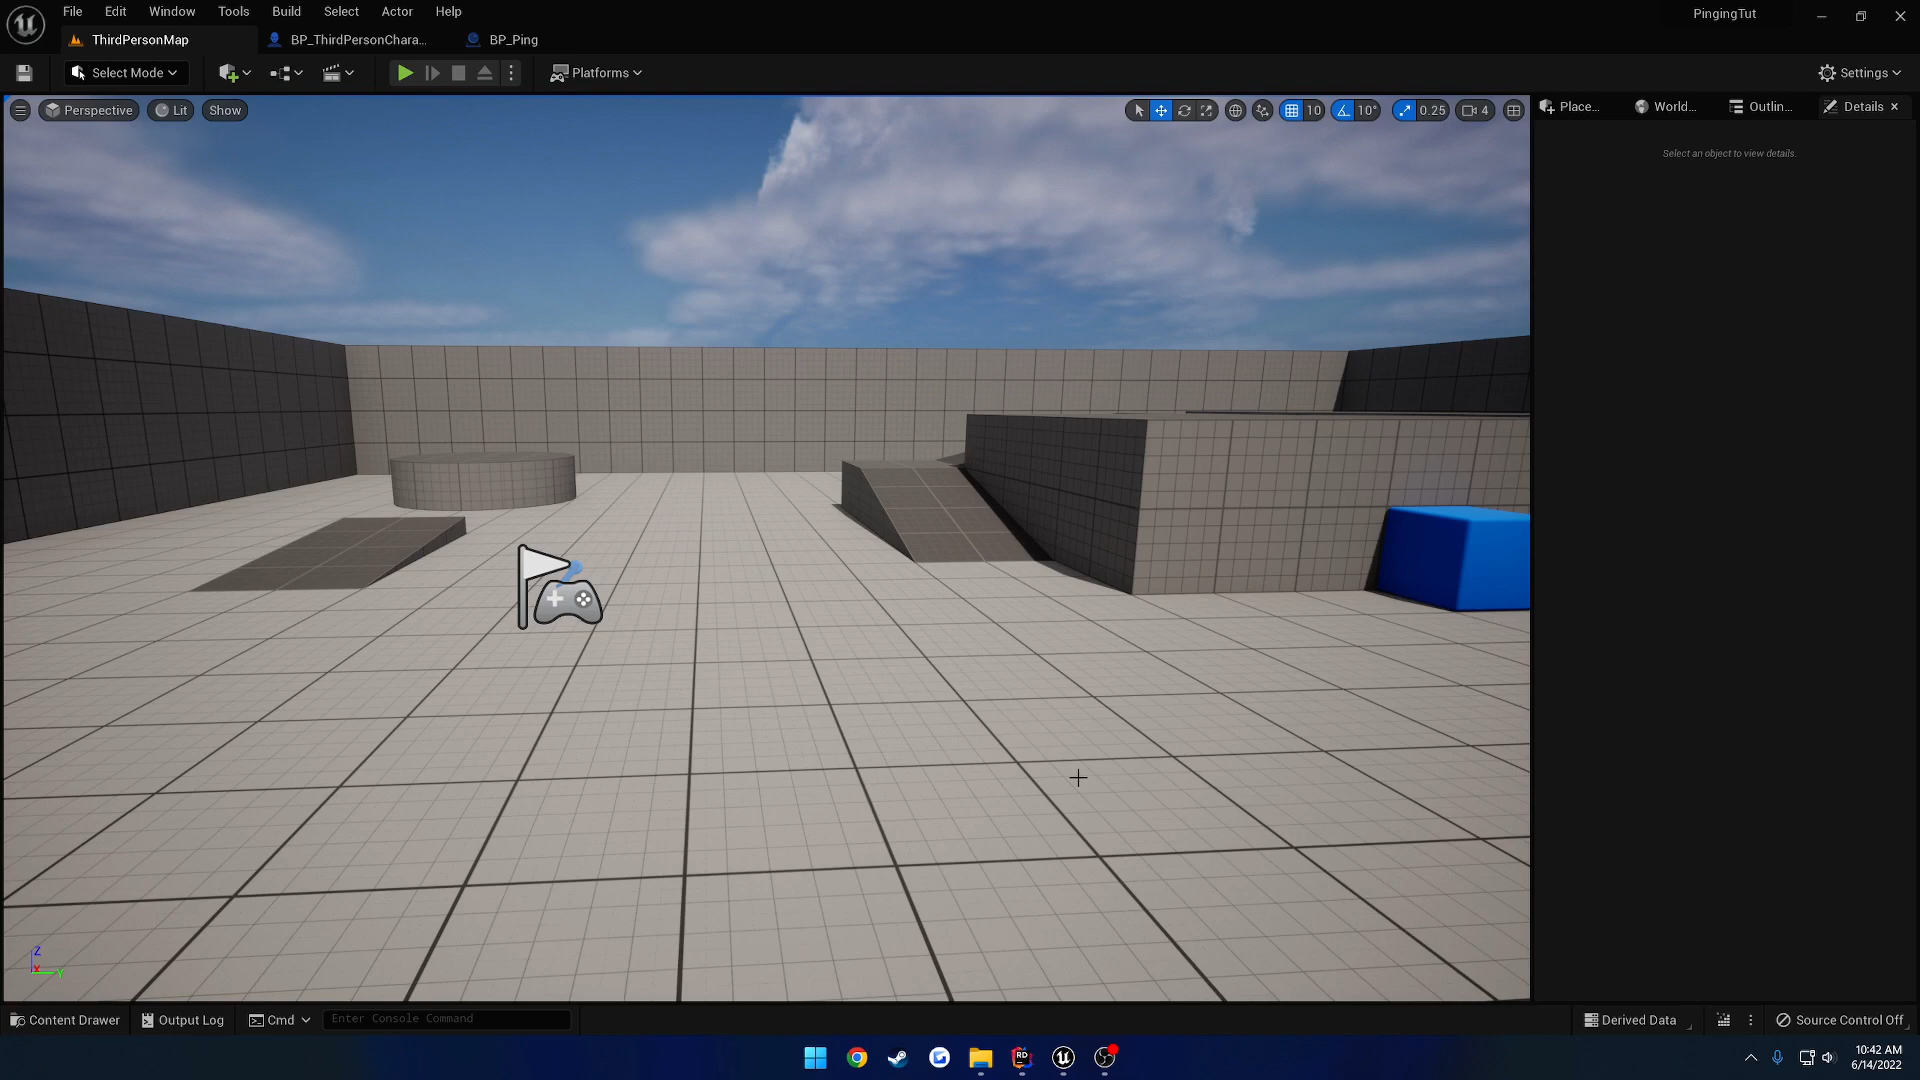 File Edit Window Tools Build Select Actor Help
PingingTut
ThirdPersonMap
BP_ThirdPersonChara...
BP_Ping
Select Mode
Platforms
Settings
Perspective
Lit
Show
10
10°
0.25
4
Place...
World...
Outlin...
Details
Select an object to view details.
Z
X
Y
Content Drawer
Output Log
Cmd
Enter Console Command
Derived Data
Source Control Off
RD
10:42 AM
6/14/2022